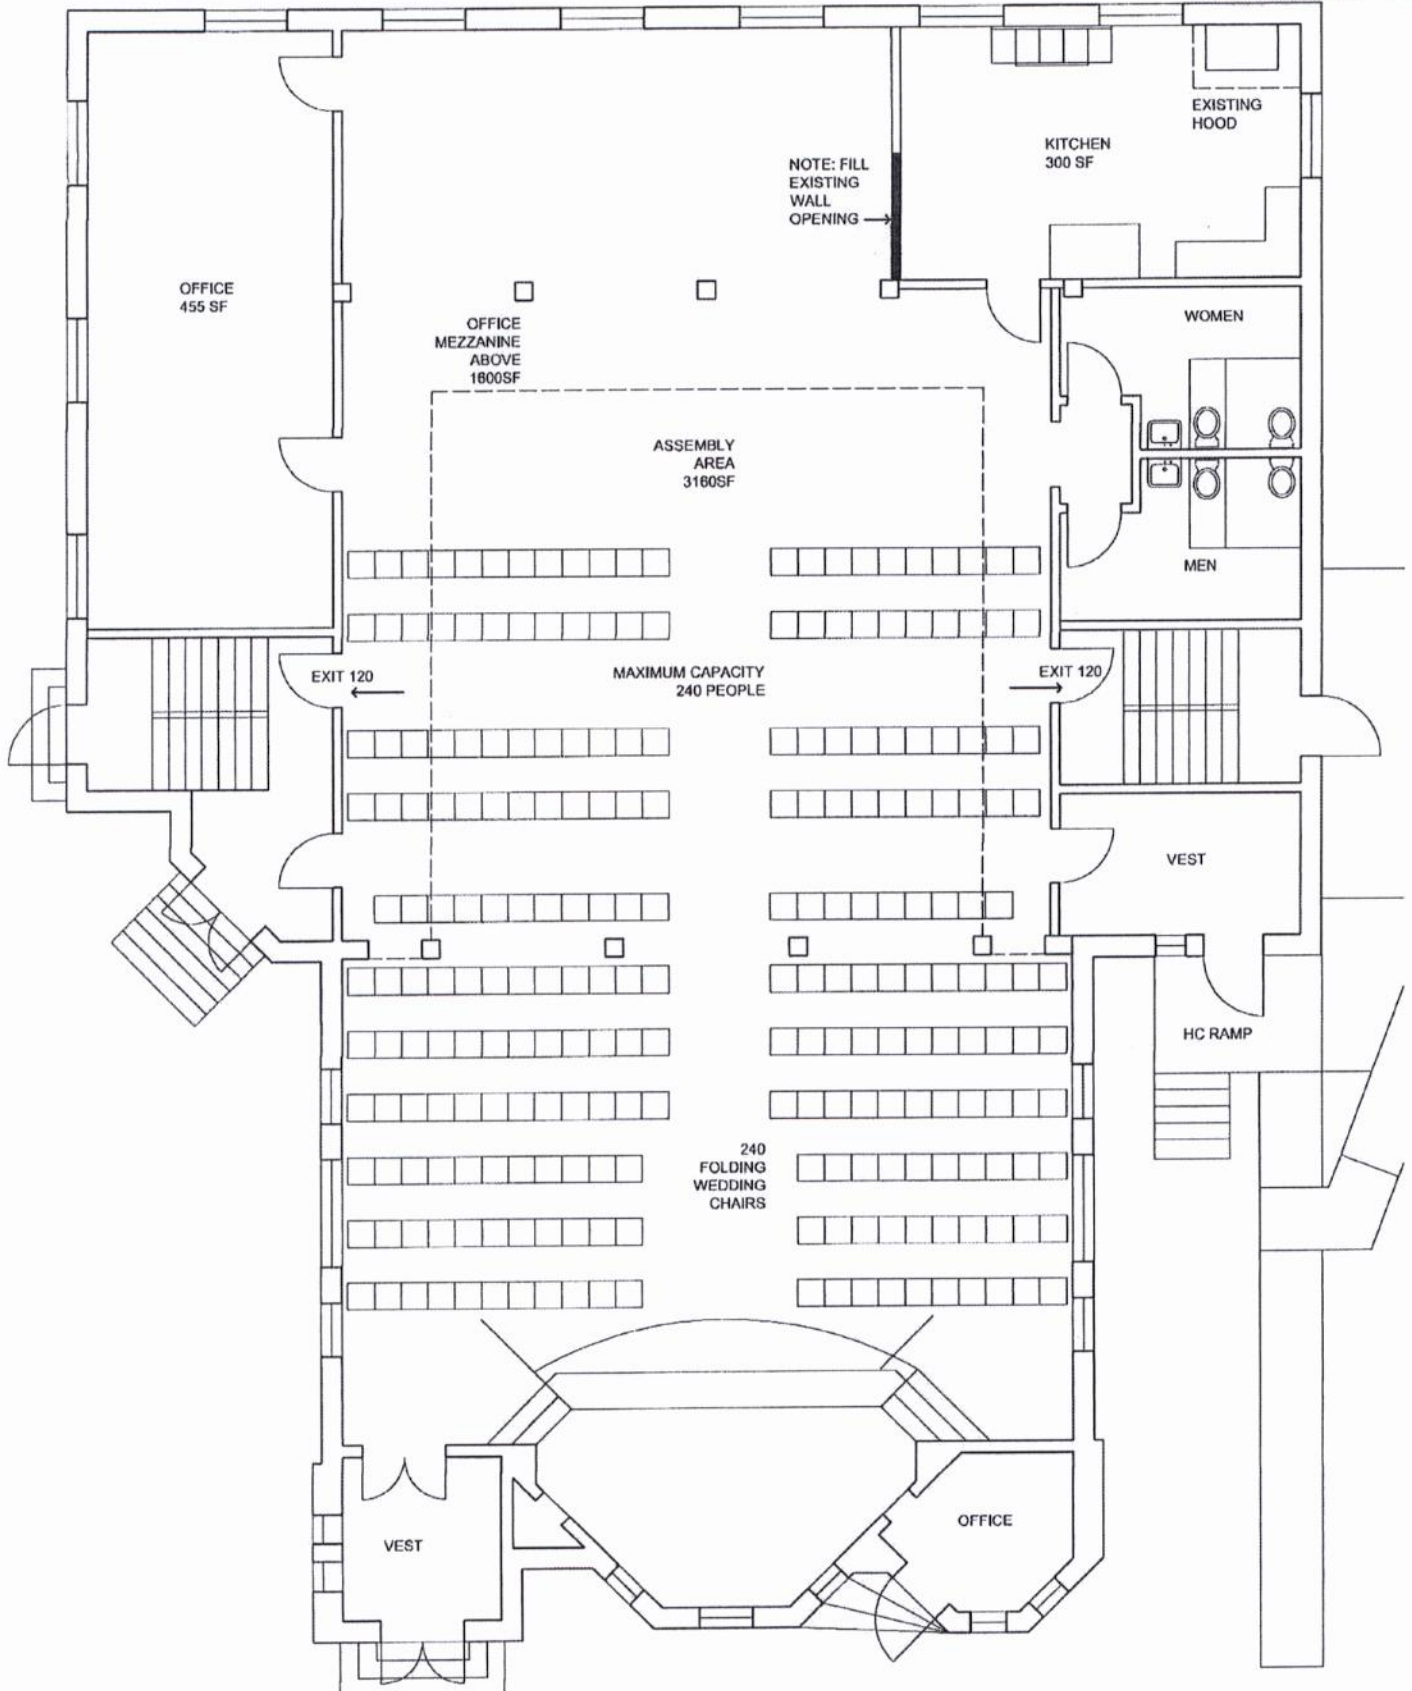 EXISTING
HOOD
KITCHEN
300 SF
NOTE: FILL
EXISTING
WALL
OPENING
OFFICE
455 SF
WOMEN
OFFICE
MEZZANINE
ABOVE
1600SF
ASSEMBLY
AREA
3160SF
MEN
EXIT 120
MAXIMUM CAPACITY
240 PEOPLE
EXIT 120
VEST
HC RAMP
240
FOLDING
WEDDING
CHAIRS
OFFICE
VEST